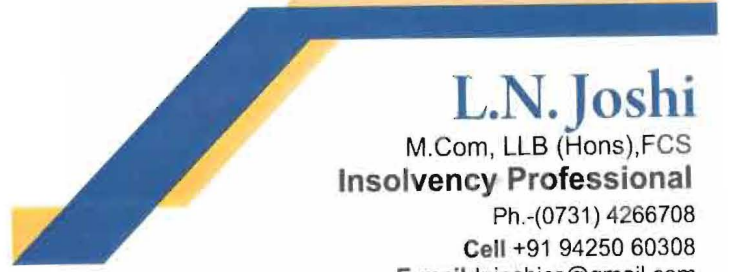 L.N. Joshi
M.Com, LLB (Hons),FCS
Insolvency Professional
Ph.-(0731) 4266708
Cell +91 94250 60308